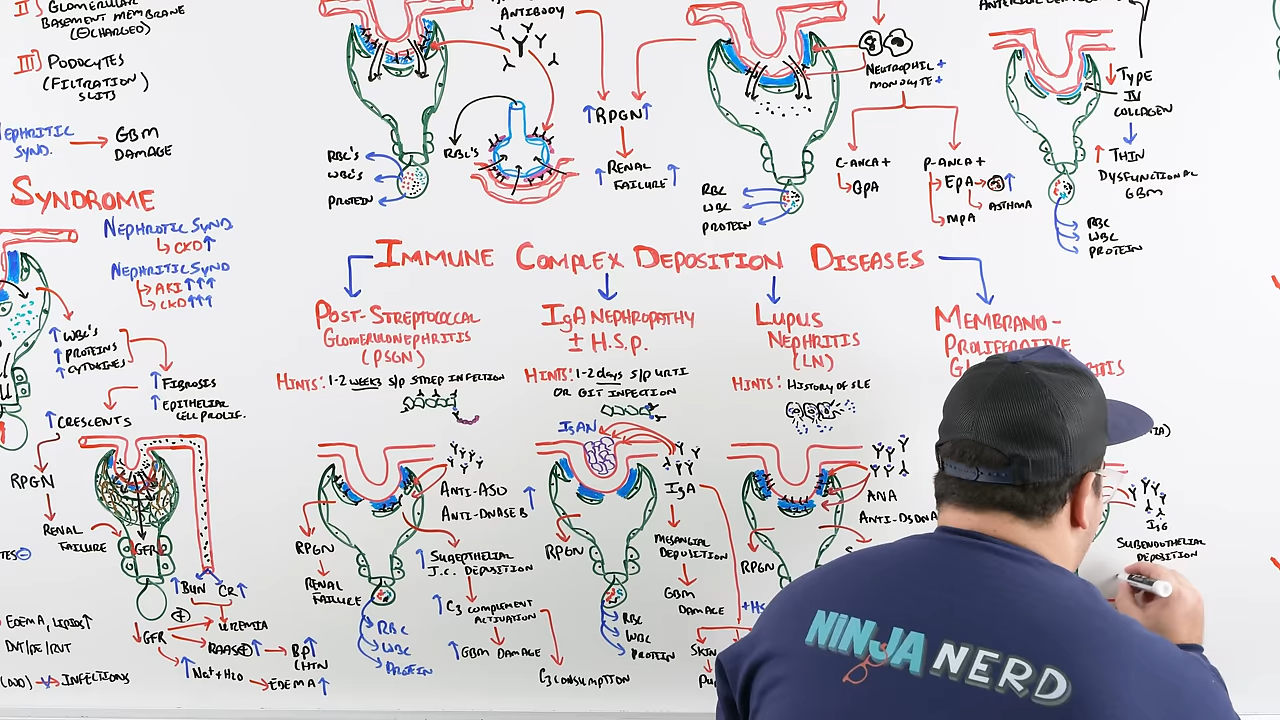 II) GLOMERULAR
BASEMENT MEMBRANE
(⊖CHARGED)
III) PODOCYTES
(FILTRATION)
SLITS
NEPHRITIC
SYND.
GBM
DAMAGE
SYNDROME
NEPHROTIC SYND.
CKD↑
NEPHRITIC SYND
AKI↑↑↑
CKD↑↑↑
↑WBC'S
↑PROTEINS
↑CYTOKINES
↑FIBROSIS
↑EPITHELIAL
CELL PROLIF.
↑CRESCENTS
RPGN
RENAL
FAILURE
GFR
↑BUN CR↑
UREMIA
↓GFR
RAAS⊕↑
BP↑
(HTN)
↑Na++H2O
EDEMA↑
EDEMA, LIPIDS↑
DVT/PE/RVT
INFECTIONS
ANTIBODY
RBC'S
WBC'S
PROTEIN
RBC'S
↑RPGN↑
↑RENAL
FAILURE↑
NEUTROPHIL+
MONOCYTE+
C-ANCA+
GPA
P-ANCA+
EPA
ASTHMA
MPA
RBC
WBC
PROTEIN
↓TYPE
IV
COLLAGEN
↑THIN
DYSFUNCTIONAL
GBM
RBC
WBC
PROTEIN
IMMUNE COMPLEX DEPOSITION DISEASES
POST-STREPTOCOCCAL
GLOMERULONEPHRITIS
(PSGN)
HINTS: 1-2 WEEKS S/P STREP INFECTION
ANTI-ASO
ANTI-DNASE B↑
RPGN
RENAL
FAILURE
↑SUBEPITHELIAL
I.C. DEPOSITION
RBC
WBC
PROTEIN
↑C3 COMPLEMENT
ACTIVATION
↑GBM DAMAGE
C3 CONSUMPTION
IgA NEPHROPATHY
± H.S.P.
HINTS: 1-2 days S/P URTI
OR GIT INFECTION
IgAN
IgA
RPGN
MESANGIAL
DEPOSITION
GBM
DAMAGE
RBC
WBC
PROTEIN
SKIN
LUPUS
NEPHRITIS
(LN)
HINTS: HISTORY OF SLE
ANA
ANTI-DSDNA
RPGN
MEMBRANO-
PROLIFERATIVE
IgG
SUBENDOTHELIAL
DEPOSITION
NINJA NERD